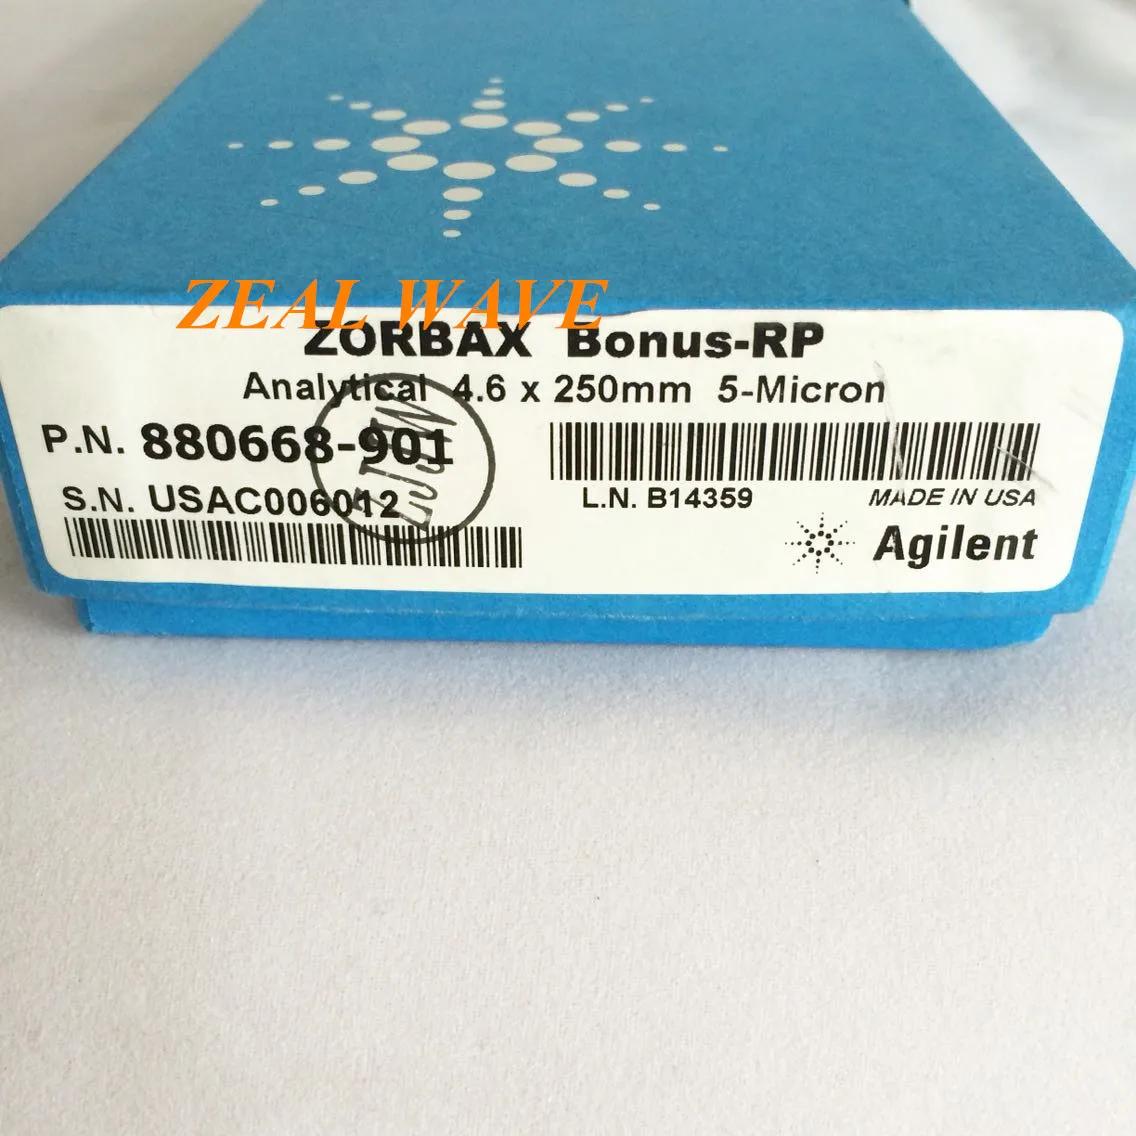 ZEAL WAVE
ZORBAX Bonus-RP
Analytical 4.6 x 250mm 5-Micron
P.N. 880668-901
S.N. USAC006012
L.N. B14359
MADE IN USA
Agilent